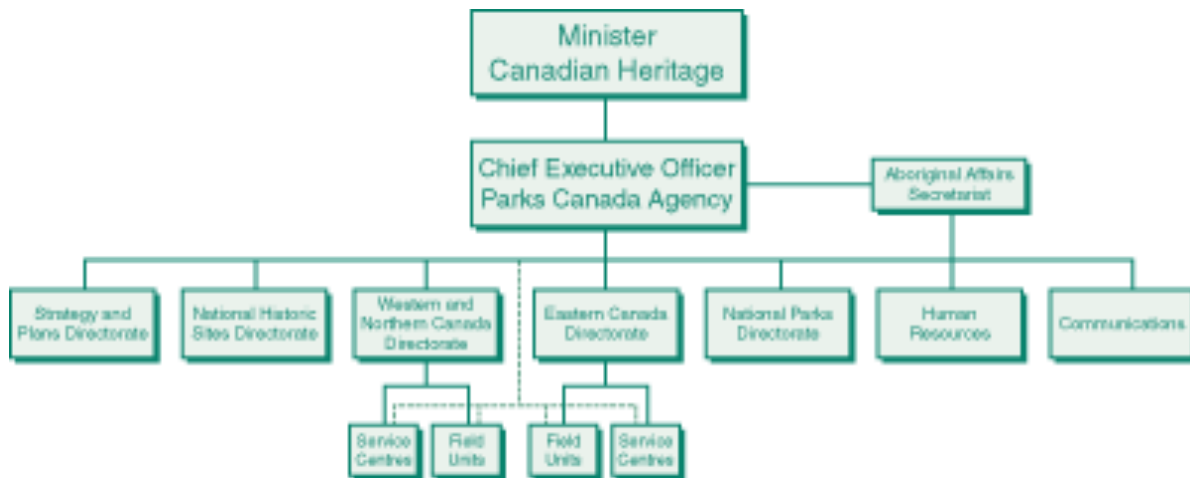 Minister
Canadian Heritage
Chief Executive Officer
Parks Canada Agency
Aboriginal Affairs
Secretariat
Strategy and
Plans Directorate
National Historic
Sites Directorate
Western and
Northern Canada
Directorate
Eastern Canada
Directorate
National Parks
Directorate
Human
Resources
Communications
Service
Centres
Field
Units
Field
Units
Service
Centres